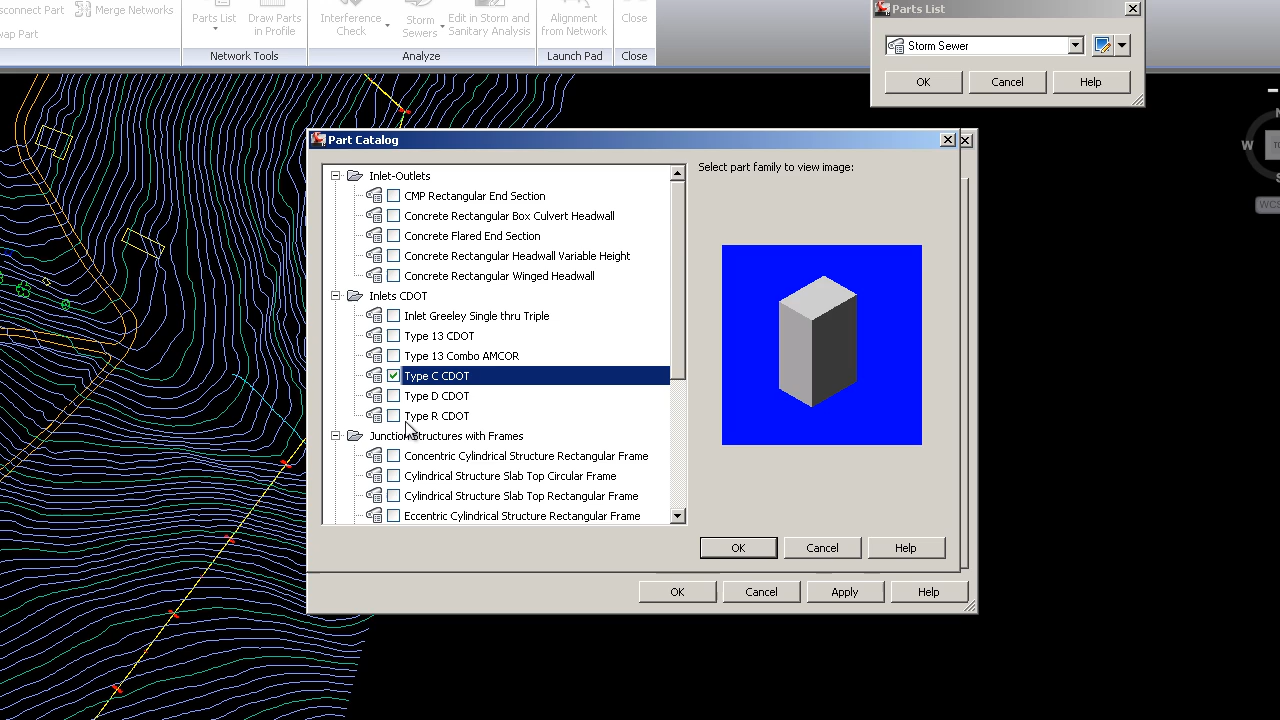 sconnect Part
Merge Networks
wap Part
Parts List
Draw Parts
in Profile
Interference
Check
Storm
Sewers
Edit in Storm and
Sanitary Analysis
Alignment
from Network
Close
Network Tools
Analyze
Launch Pad
Close
Parts List
Storm Sewer
OK
Cancel
Help
Part Catalog
Inlet-Outlets
CMP Rectangular End Section
Concrete Rectangular Box Culvert Headwall
Concrete Flared End Section
Concrete Rectangular Headwall Variable Height
Concrete Rectangular Winged Headwall
Inlets CDOT
Inlet Greeley Single thru Triple
Type 13 CDOT
Type 13 Combo AMCOR
Type C CDOT
Type D CDOT
Type R CDOT
Junction Structures with Frames
Concentric Cylindrical Structure Rectangular Frame
Cylindrical Structure Slab Top Circular Frame
Cylindrical Structure Slab Top Rectangular Frame
Eccentric Cylindrical Structure Rectangular Frame
Select part family to view image:
OK
Cancel
Help
OK
Cancel
Apply
Help
W
WCS